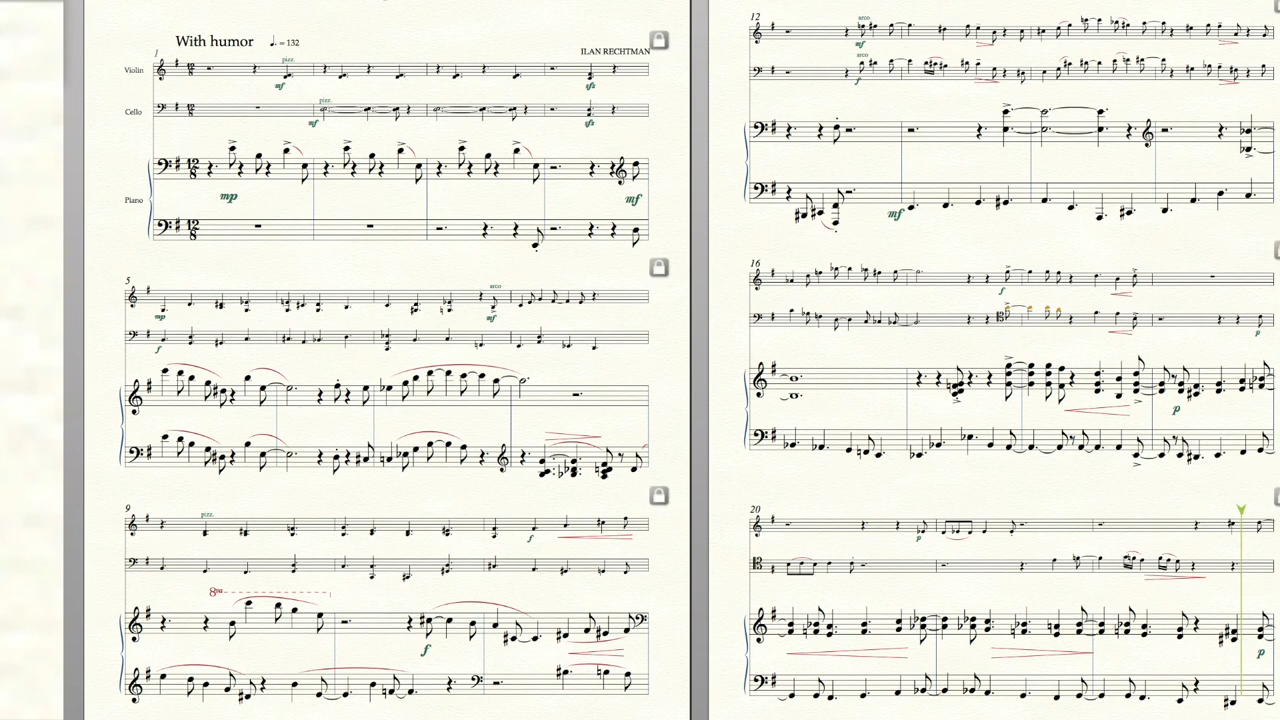 With humor ♩. = 132
ILAN RECHTMAN
1
pizz.
Violin
mf
sfz
pizz.
Cello
mf
sfz
mp
mf
Piano
5
arco
mp
mf
f
9
pizz.
f
8va
f
12
arco
mf
arco
f
mf
16
f
p
p
20
p
p